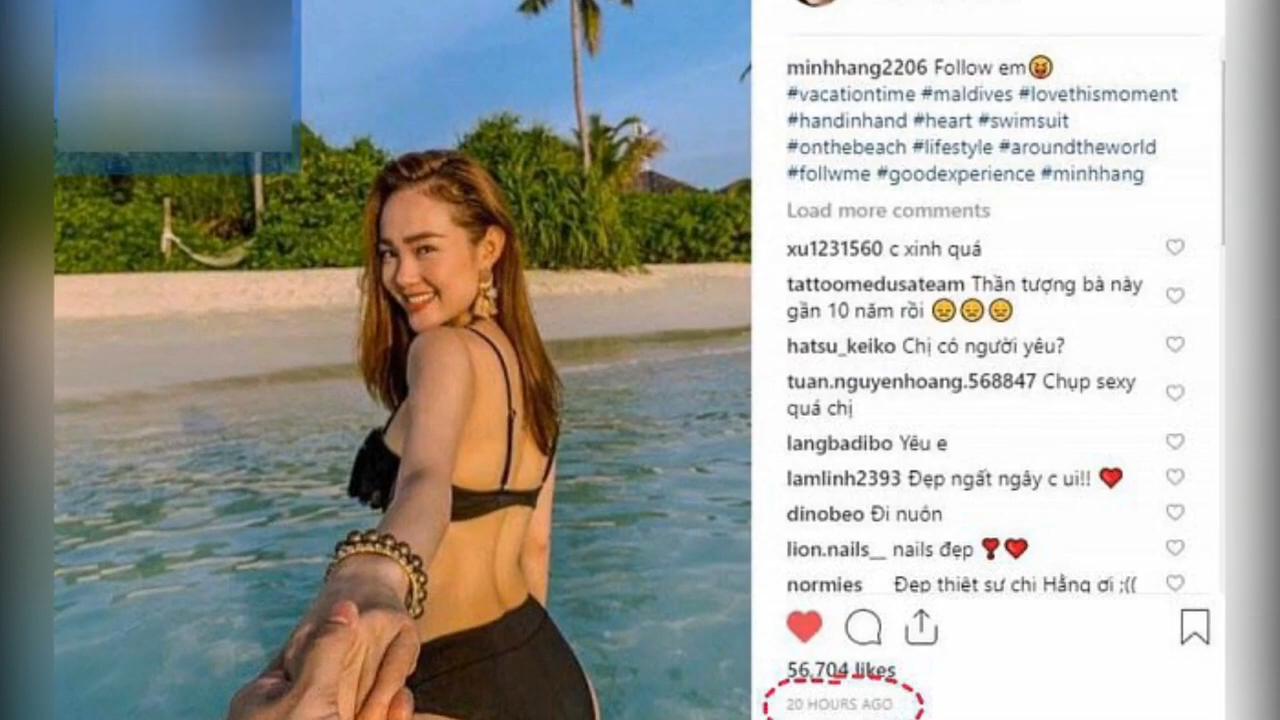 minhhang2206 Follow em😝
#vacationtime #maldives #lovethismoment
#handinhand #heart #swimsuit
#onthebeach #lifestyle #aroundtheworld
#follwme #goodexperience #minhhang
Load more comments
xu1231560 c xinh quá
tattoomedusateam Thần tượng bà này
gần 10 năm rồi 😔😔😔
hatsu_keiko Chị có người yêu?
tuan.nguyenhoang.568847 Chụp sexy
quá chị
langbadibo Yêu e
lamlinh2393 Đẹp ngất ngây c ui!! ❤️
dinobeo Đi nuôn
lion.nails__ nails đẹp ❣️❤️
normies__ Đẹp thiệt sự chị Hằng ơi ;((
56,704 likes
20 HOURS AGO